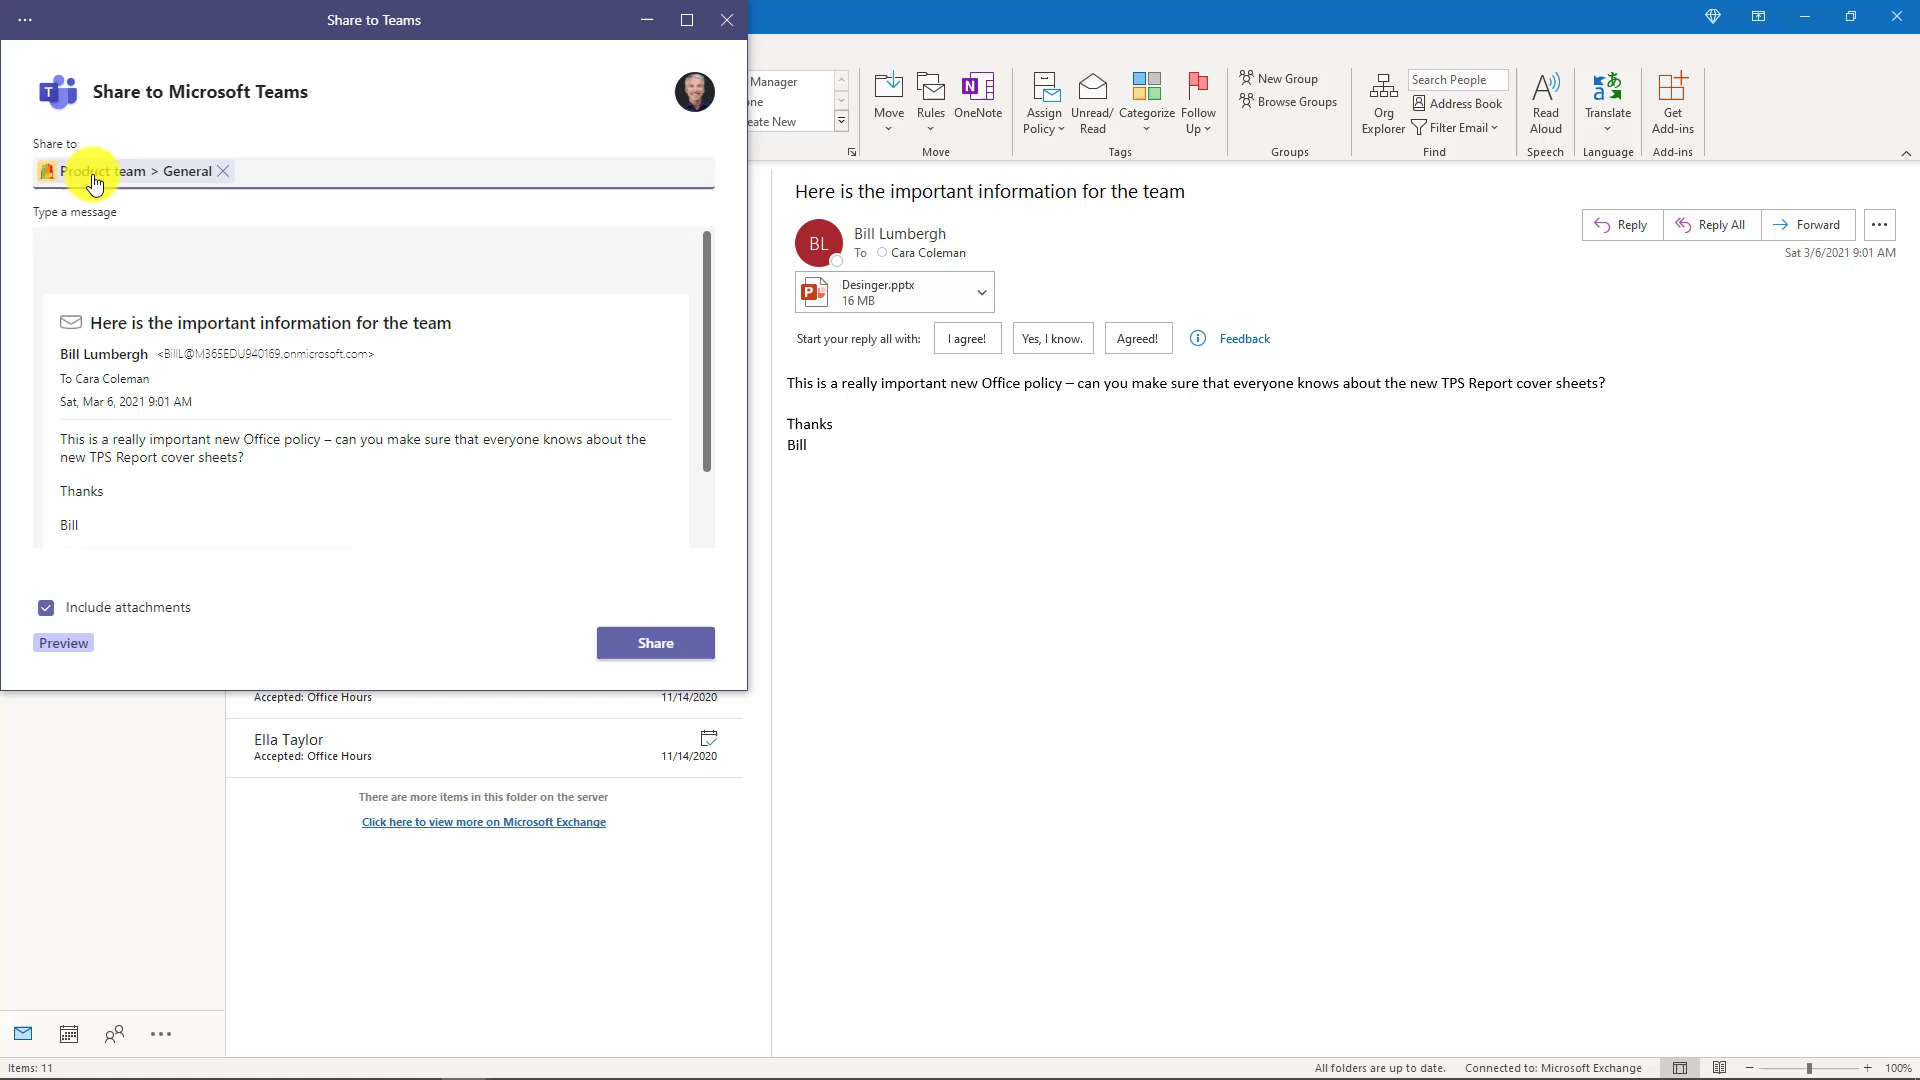 Share to Teams
Share to Microsoft Teams
Share to
Product team > General
Type a message
Here is the important information for the team
Bill Lumbergh <BillL@M365EDU940169.onmicrosoft.com>
To Cara Coleman
Sat, Mar 6, 2021 9:01 AM
This is a really important new Office policy – can you make sure that everyone knows about the
new TPS Report cover sheets?
Thanks
Bill
Include attachments
Preview
Share
Accepted: Office Hours 11/14/2020
Ella Taylor
Accepted: Office Hours 11/14/2020
There are more items in this folder on the server
Click here to view more on Microsoft Exchange
Items: 11
Manager
ne
eate New
Move
Rules
OneNote
Move
Assign
Policy
Unread/
Read
Categorize
Follow
Up
Tags
New Group
Browse Groups
Groups
Org
Explorer
Search People
Address Book
Filter Email
Find
Read
Aloud
Speech
Translate
Language
Get
Add-ins
Add-ins
Here is the important information for the team
BL
Bill Lumbergh
To Cara Coleman
Reply
Reply All
Forward
Sat 3/6/2021 9:01 AM
Desinger.pptx
16 MB
Start your reply all with:
I agree!
Yes, I know.
Agreed!
Feedback
This is a really important new Office policy – can you make sure that everyone knows about the new TPS Report cover sheets?
Thanks
Bill
All folders are up to date.
Connected to: Microsoft Exchange
100%